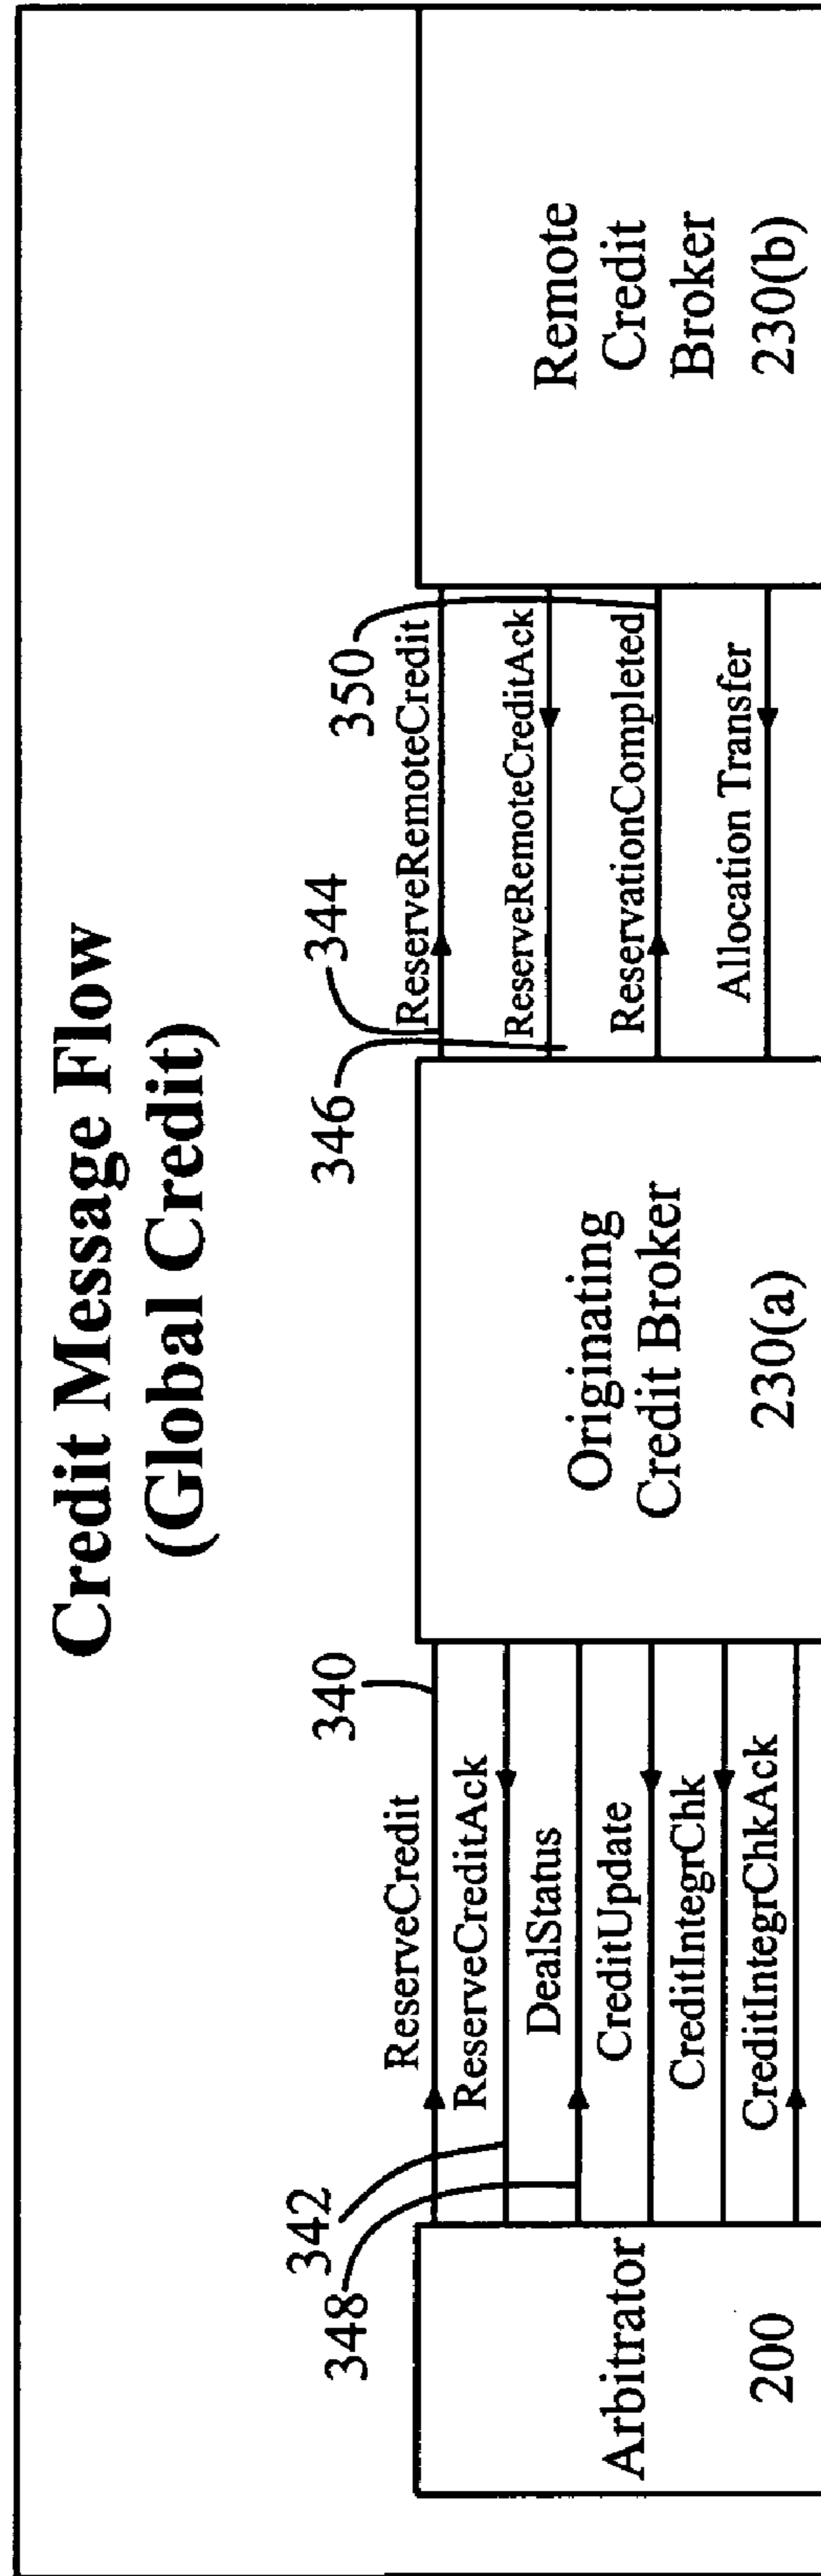 Credit Message Flow
(Global Credit)
342
348
340
346
344
350
Arbitrator
200
ReserveCredit
ReserveCreditAck
DealStatus
CreditUpdate
CreditIntegrChk
CreditIntegrChkAck
Originating
Credit Broker
230(a)
ReserveRemoteCredit
ReserveRemoteCreditAck
ReservationCompleted
Allocation Transfer
Remote
Credit
Broker
230(b)